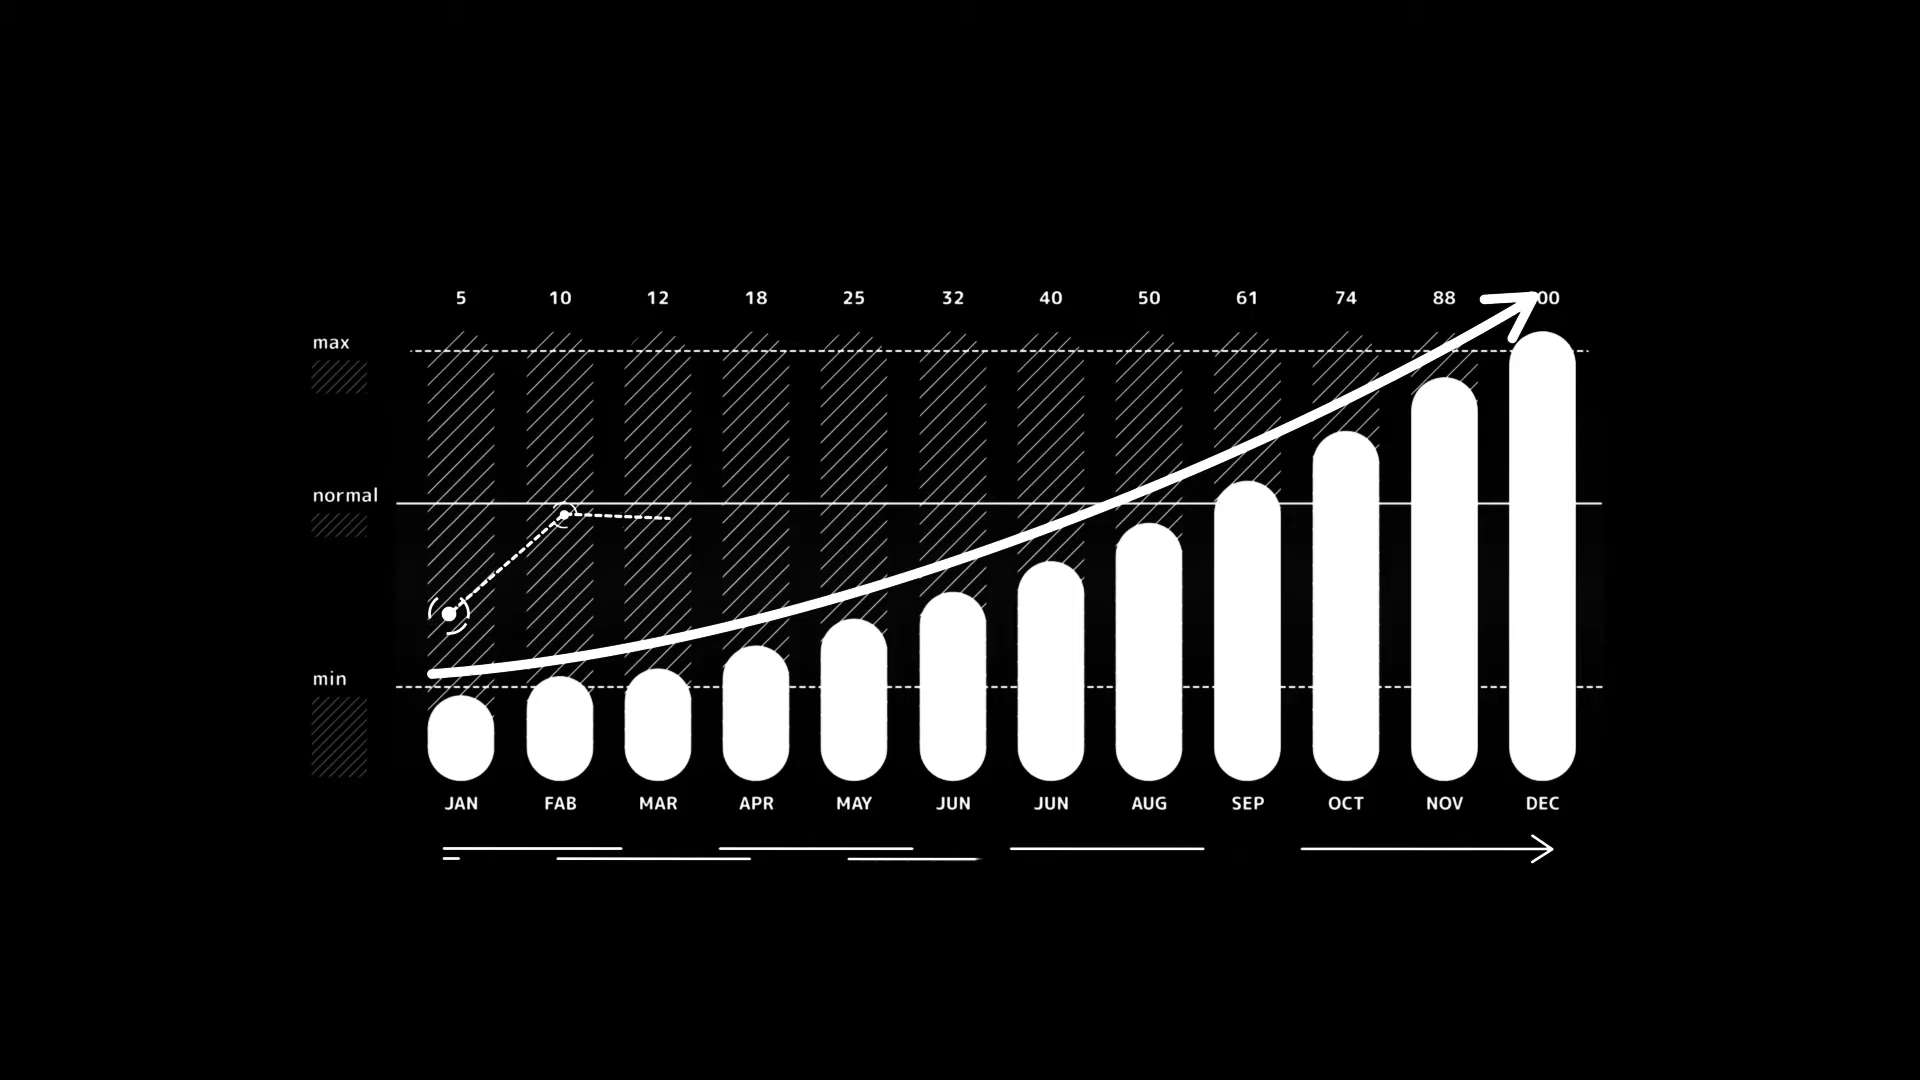 5 10 12 18 25 32 40 50 61 74 88 00
max
normal
min
JAN FAB MAR APR MAY JUN JUN AUG SEP OCT NOV DEC